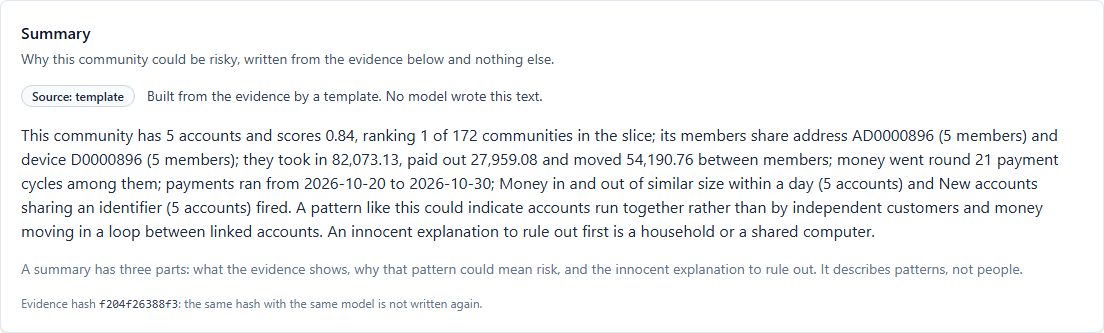 Summary
Why this community could be risky, written from the evidence below and nothing else.
Source: template Built from the evidence by a template. No model wrote this text.
This community has 5 accounts and scores 0.84, ranking 1 of 172 communities in the slice; its members share address AD0000896 (5 members) and
device D0000896 (5 members); they took in 82,073.13, paid out 27,959.08 and moved 54,190.76 between members; money went round 21 payment
cycles among them; payments ran from 2026-10-20 to 2026-10-30; Money in and out of similar size within a day (5 accounts) and New accounts
sharing an identifier (5 accounts) fired. A pattern like this could indicate accounts run together rather than by independent customers and money
moving in a loop between linked accounts. An innocent explanation to rule out first is a household or a shared computer.
A summary has three parts: what the evidence shows, why that pattern could mean risk, and the innocent explanation to rule out. It describes patterns, not people.
Evidence hash f204f26388f3: the same hash with the same model is not written again.